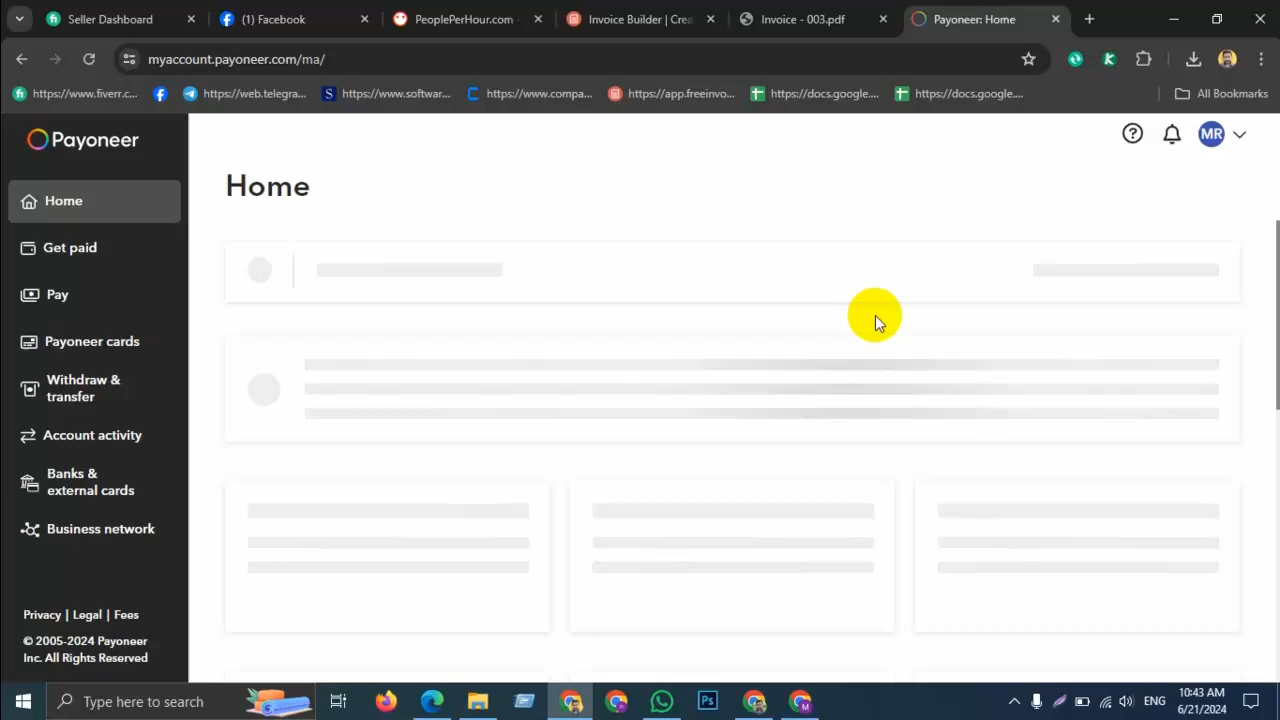 Seller Dashboard
(1) Facebook
PeoplePerHour.com -
Invoice Builder | Crea
Invoice - 003.pdf
Payoneer: Home
myaccount.payoneer.com/ma/
https://www.fiverr.c...
https://web.telegra...
https://www.softwar...
https://www.compa...
https://app.freeinvo...
https://docs.google....
https://docs.google....
All Bookmarks
Payoneer
MR
Home
Home
Get paid
Pay
Payoneer cards
Withdraw &
transfer
Account activity
Banks &
external cards
Business network
Privacy | Legal | Fees
© 2005-2024 Payoneer
Inc. All Rights Reserved
Type here to search
ENG
10:43 AM
6/21/2024